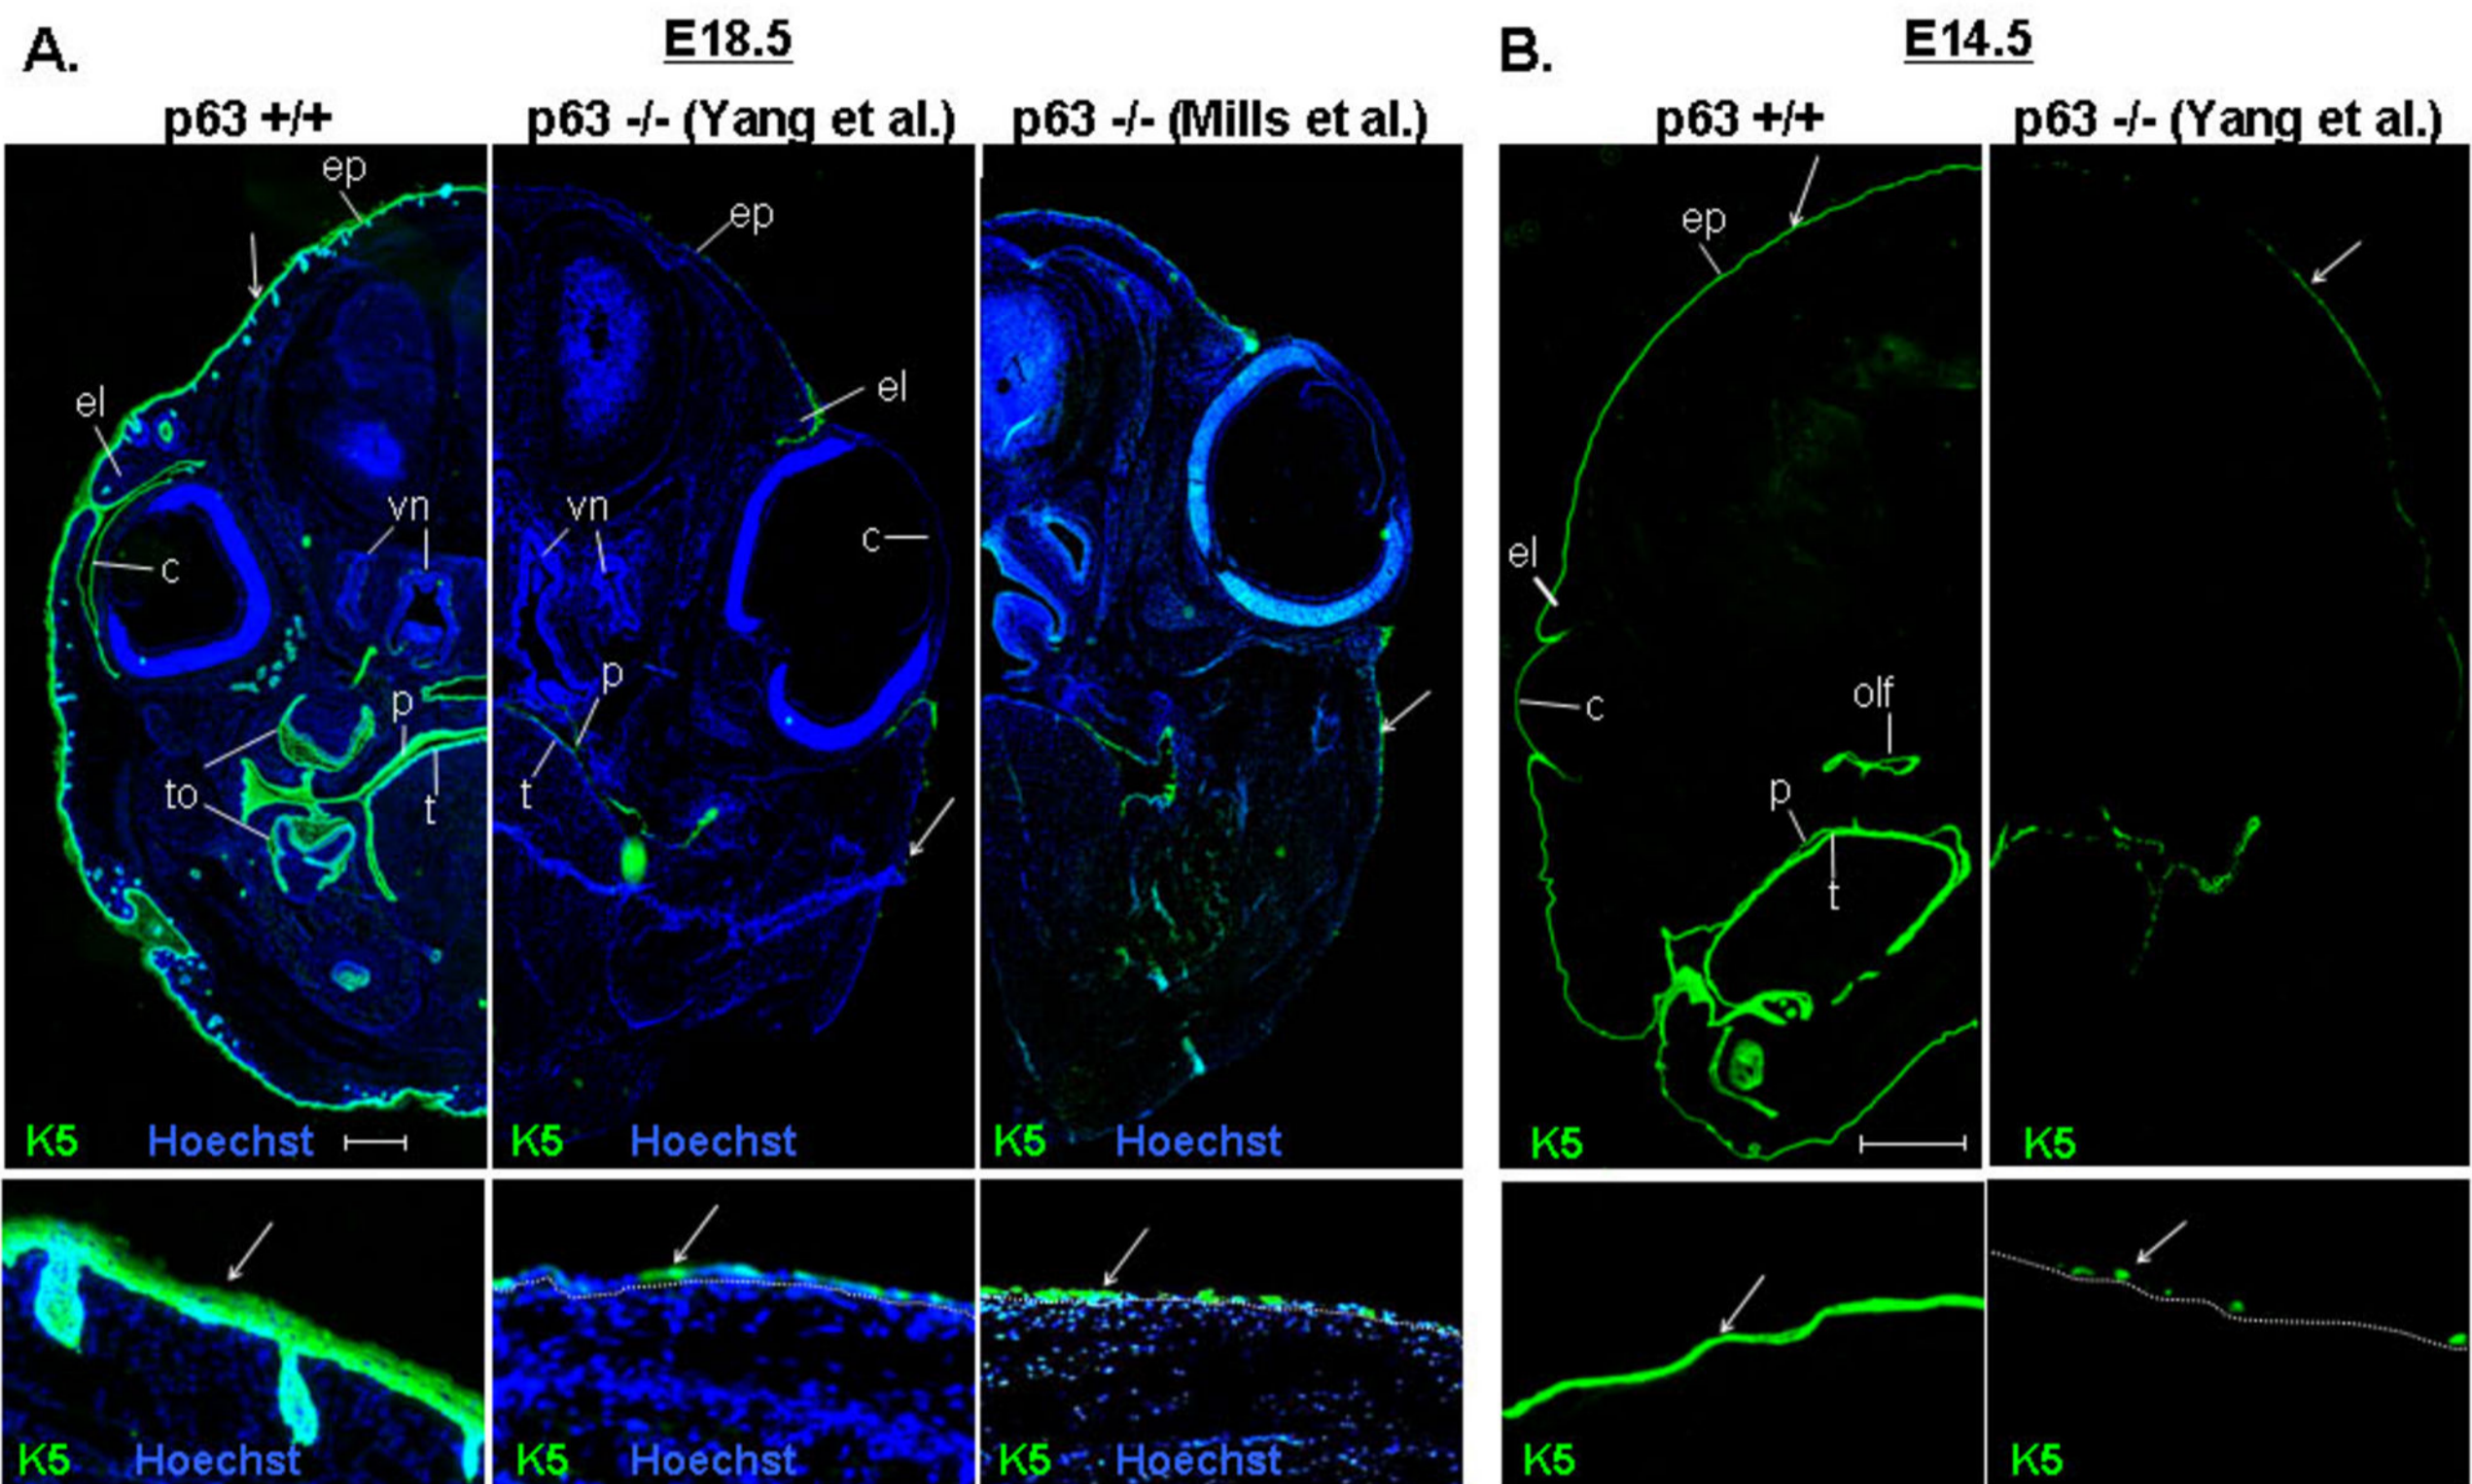 A.
E18.5
p63 +/+
p63 -/- (Yang et al.)
p63 -/- (Mills et al.)
ep
el
vn
c
p
to
t
K5 Hoechst
ep
el
vn
c
p
t
K5 Hoechst
K5 Hoechst
K5 Hoechst
K5 Hoechst
K5 Hoechst
B.
E14.5
p63 +/+
p63 -/- (Yang et al.)
ep
el
c
olf
p
t
K5
K5
K5
K5